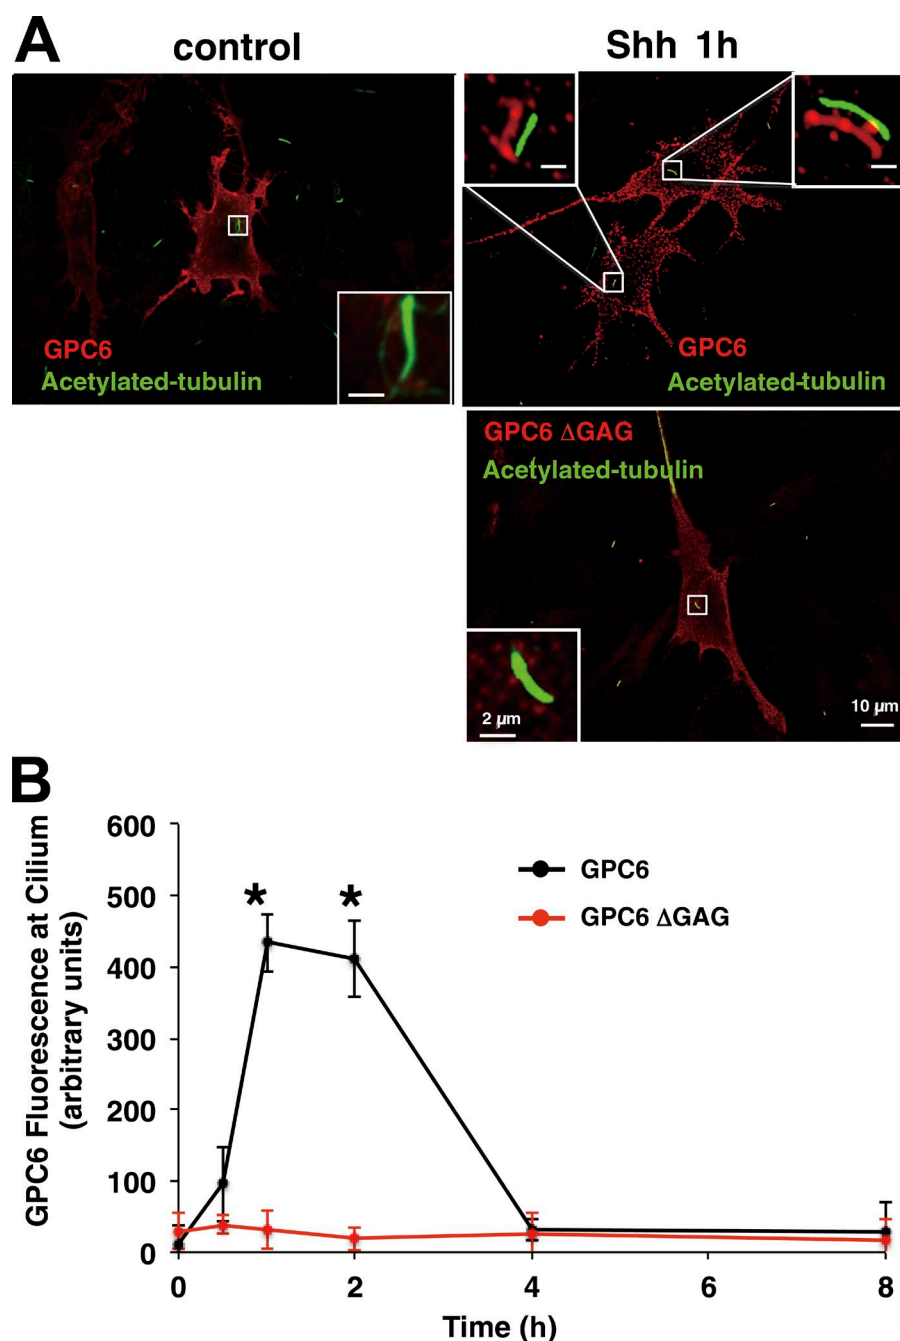 A
control
Shh 1h
GPC6
Acetylated-tubulin
GPC6
Acetylated-tubulin
GPC6 ΔGAG
Acetylated-tubulin
2 µm
10 µm
B
GPC6 Fluorescence at Cilium
(arbitrary units)
600
500
400
300
200
100
0
* *
GPC6
GPC6 ΔGAG
0 2 4 6 8
Time (h)